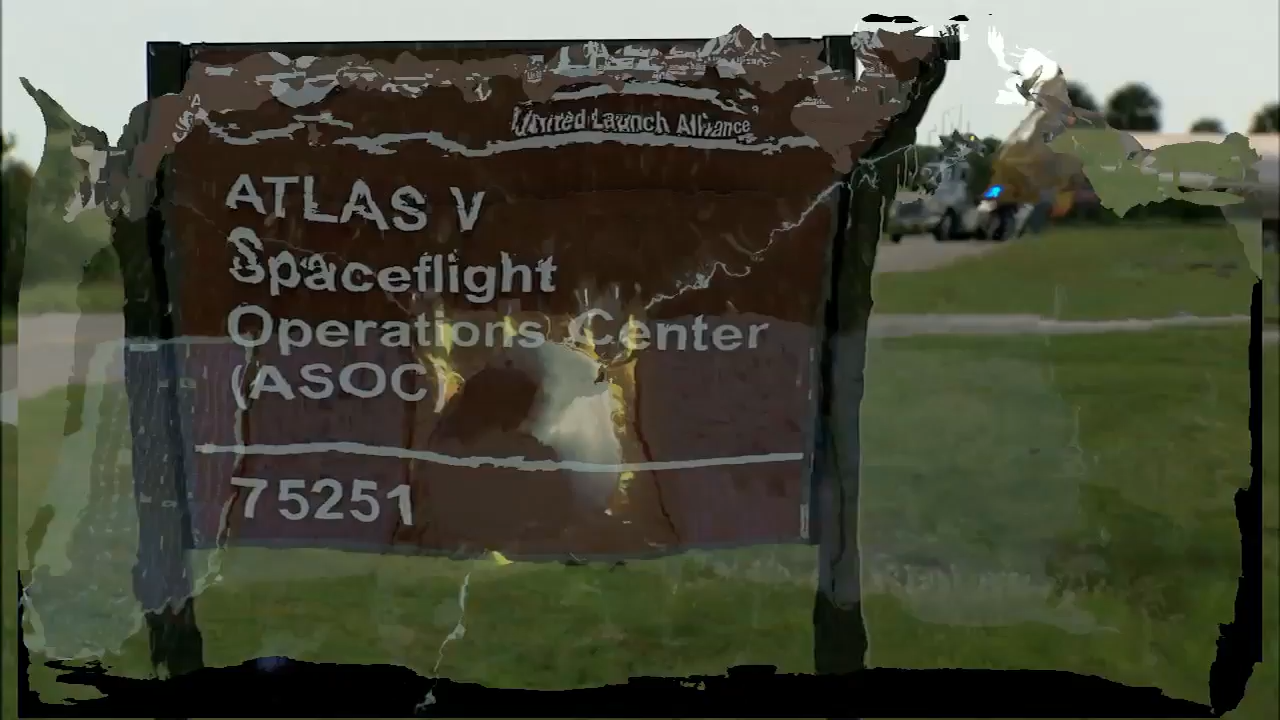 United Launch Alliance
ATLAS V
Spaceflight
Operations Center
(ASOC)
75251